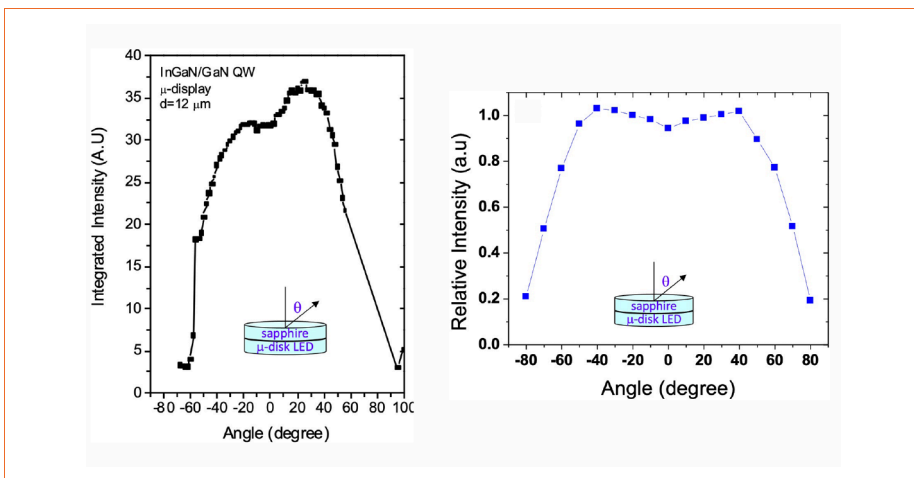 InGaN/GaN QW
μ-display
d=12 μm
Integrated Intensity (A.U)
40
35
30
25
20
15
10
5
0
-80 -60 -40 -20 0 20 40 60 80 100
Angle (degree)
θ
sapphire
μ-disk LED
Relative Intensity (a.u)
1.0
0.8
0.6
0.4
0.2
0.0
-80 -60 -40 -20 0 20 40 60 80
Angle (degree)
θ
sapphire
μ-disk LED